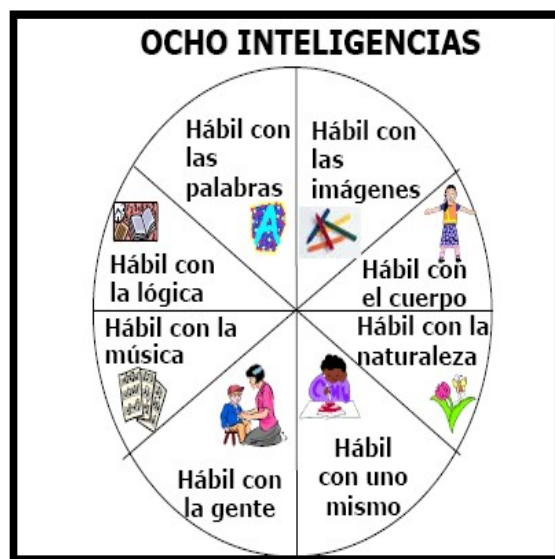 OCHO INTELIGENCIAS
Hábil con
las
palabras
Hábil con
las
imágenes
A
Hábil con
la lógica
Hábil con
el cuerpo
Hábil con la
música
Hábil con la
naturaleza
Hábil con
la gente
Hábil
con uno
mismo